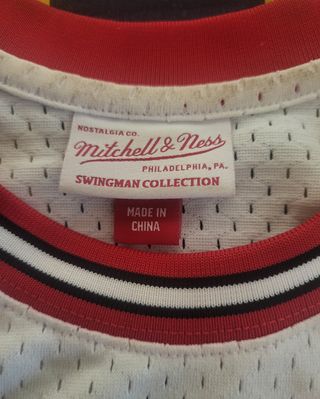 NOSTALGIA CO.
Mitchell & Ness
PHILADELPHIA, PA.
SWINGMAN COLLECTION
MADE IN
CHINA